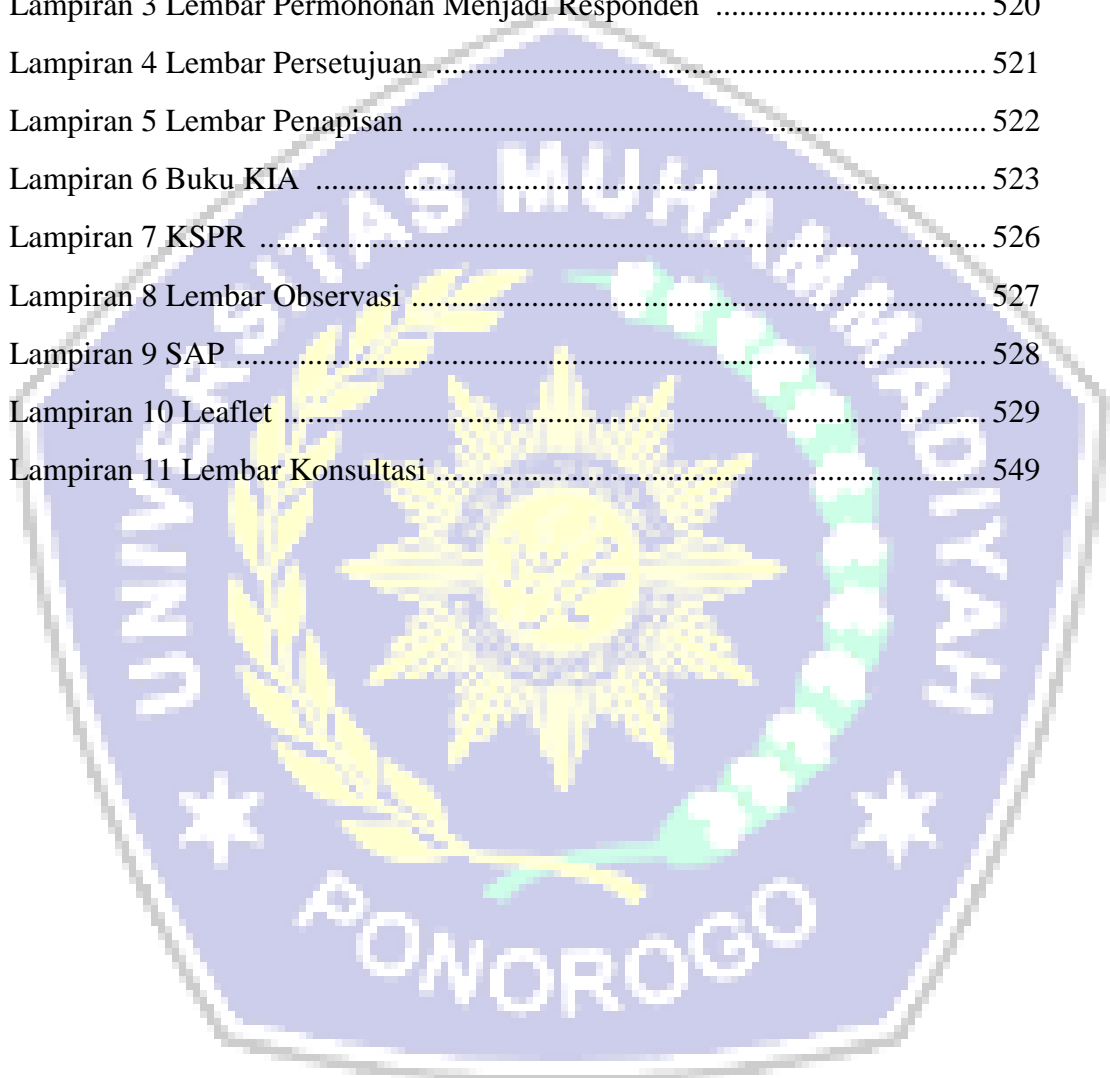 Lampiran 3 Lembar Permohonan Menjadi Responden ................................... 520
Lampiran 4 Lembar Persetujuan ....................................................................... 521
Lampiran 5 Lembar Penapisan .......................................................................... 522
Lampiran 6 Buku KIA ....................................................................................... 523
Lampiran 7 KSPR .............................................................................................. 526
Lampiran 8 Lembar Observasi .......................................................................... 527
Lampiran 9 SAP ................................................................................................. 528
Lampiran 10 Leaflet ........................................................................................... 529
Lampiran 11 Lembar Konsultasi ....................................................................... 549
UNIVERSITAS MUHAMMADIYAH
PONOROGO